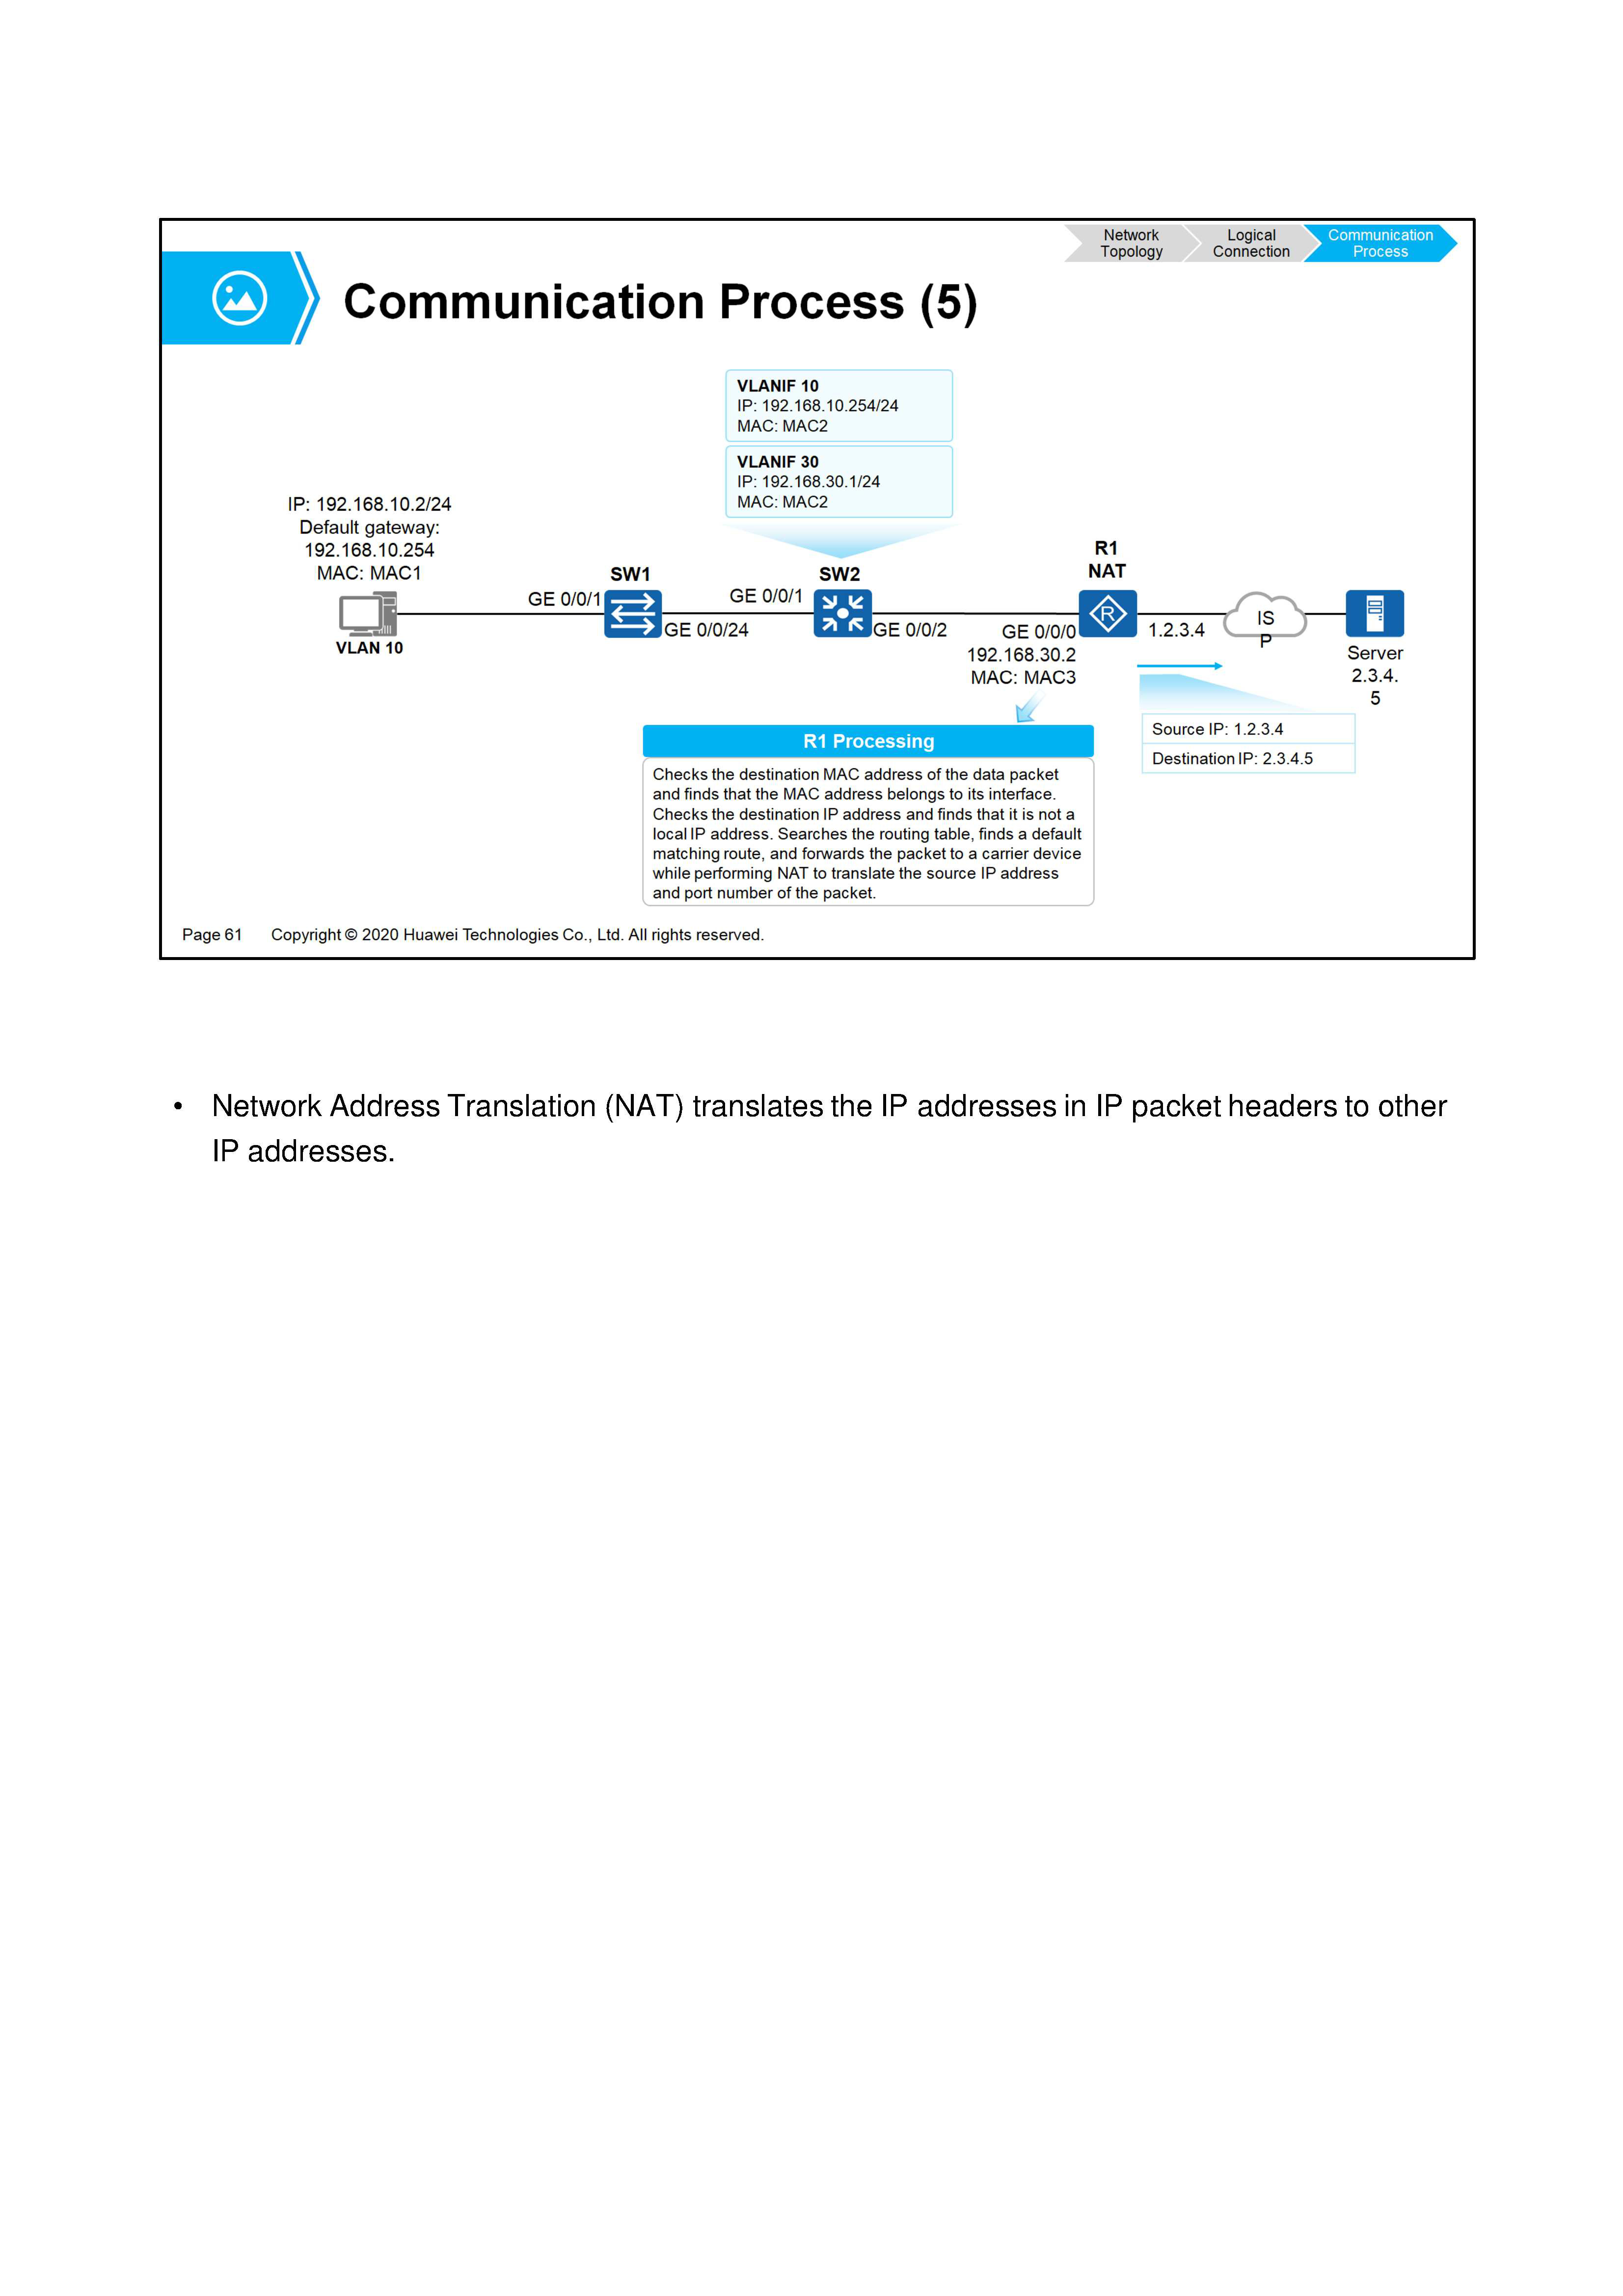 Network
Topology
Logical
Connection
Communication
Process
Communication Process (5)
VLANIF 10
IP: 192.168.10.254/24
MAC: MAC2
VLANIF 30
IP: 192.168.30.1/24
MAC: MAC2
IP: 192.168.10.2/24
Default gateway:
192.168.10.254
MAC: MAC1
VLAN 10
GE 0/0/1
SW1
GE 0/0/24
GE 0/0/1
SW2
GE 0/0/2
R1
NAT
GE 0/0/0
192.168.30.2
MAC: MAC3
1.2.3.4
IS
P
Server
2.3.4.
5
Source IP: 1.2.3.4
Destination IP: 2.3.4.5
R1 Processing
Checks the destination MAC address of the data packet
and finds that the MAC address belongs to its interface.
Checks the destination IP address and finds that it is not a
local IP address. Searches the routing table, finds a default
matching route, and forwards the packet to a carrier device
while performing NAT to translate the source IP address
and port number of the packet.
Page 61 Copyright © 2020 Huawei Technologies Co., Ltd. All rights reserved.
• Network Address Translation (NAT) translates the IP addresses in IP packet headers to other
IP addresses.